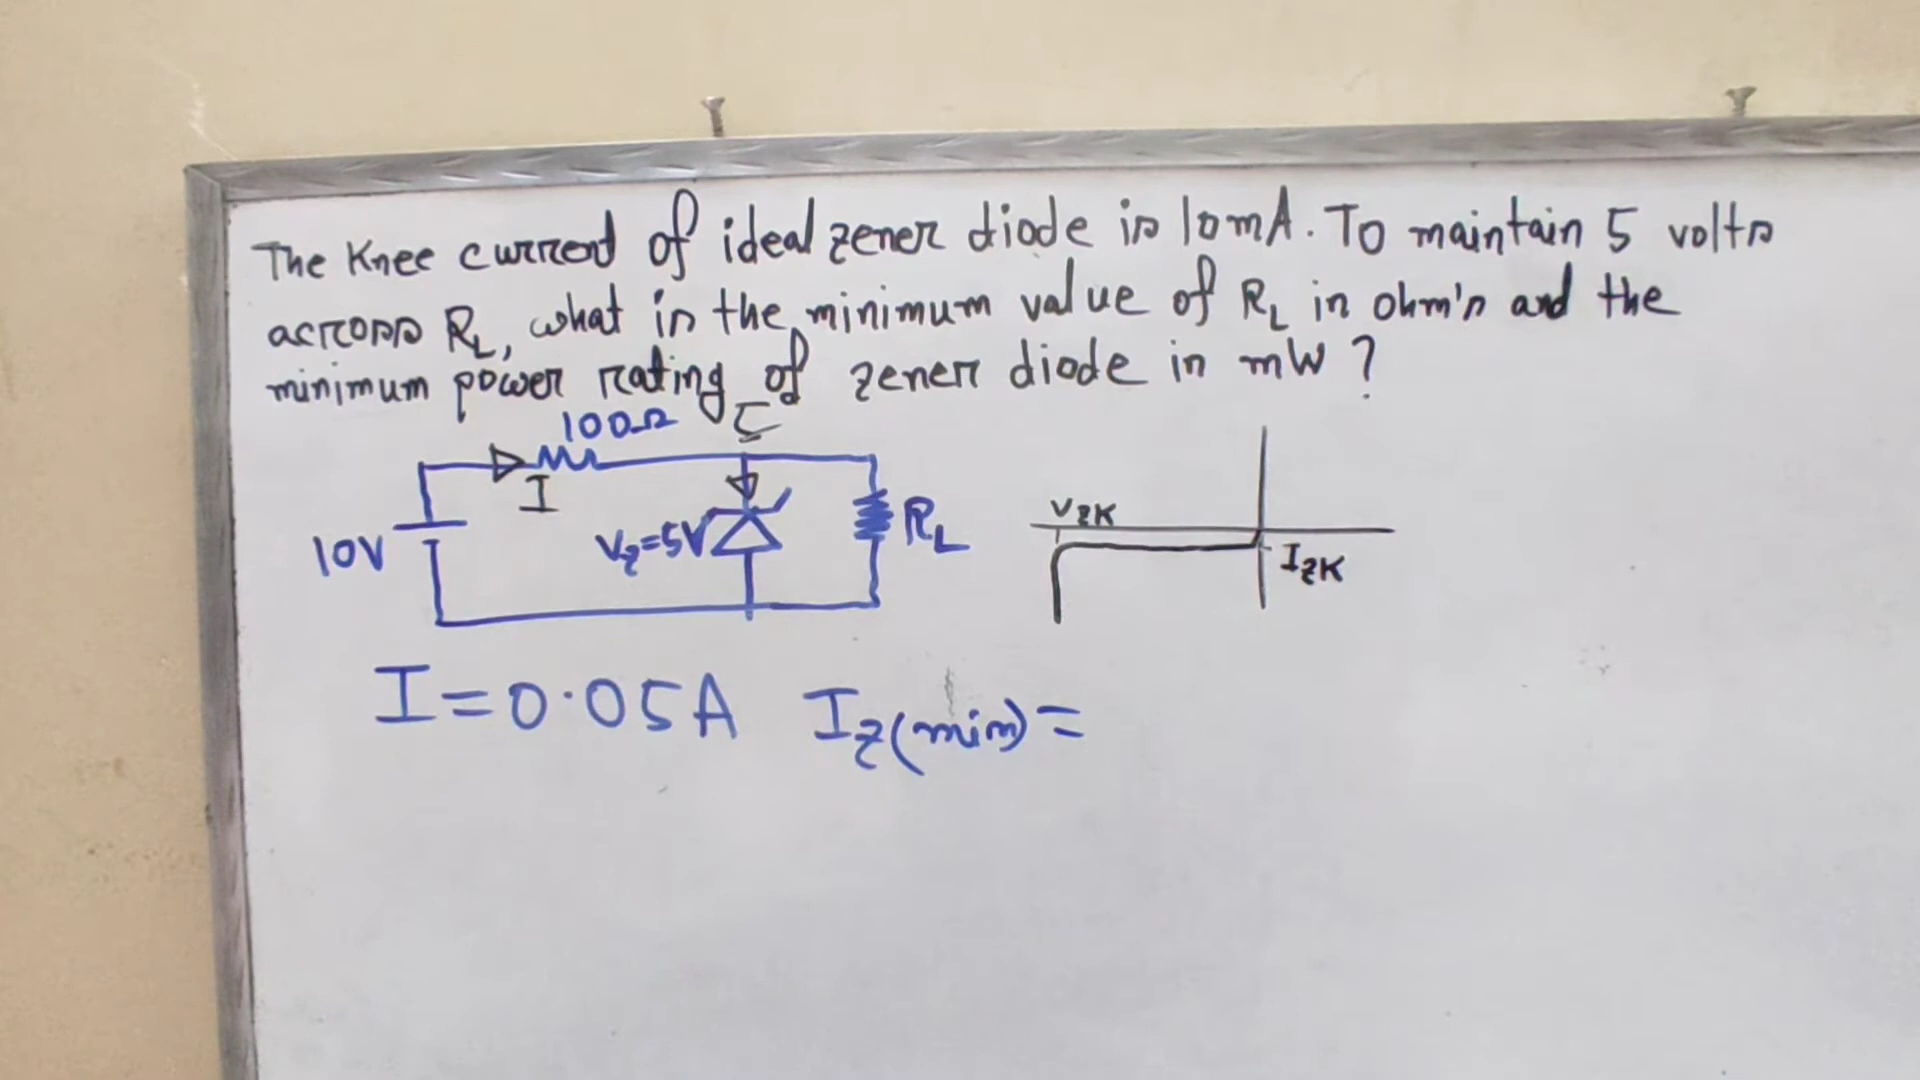 The Knee current of ideal zener diode is 10mA. To maintain 5 volts
across RL, what is the minimum value of RL in ohm's and the
minimum power rating of zener diode in mW ?
100Ω
5
I
10V
Vz=5V
RL
VZK
IZK
I=0.05A Iz(min)=